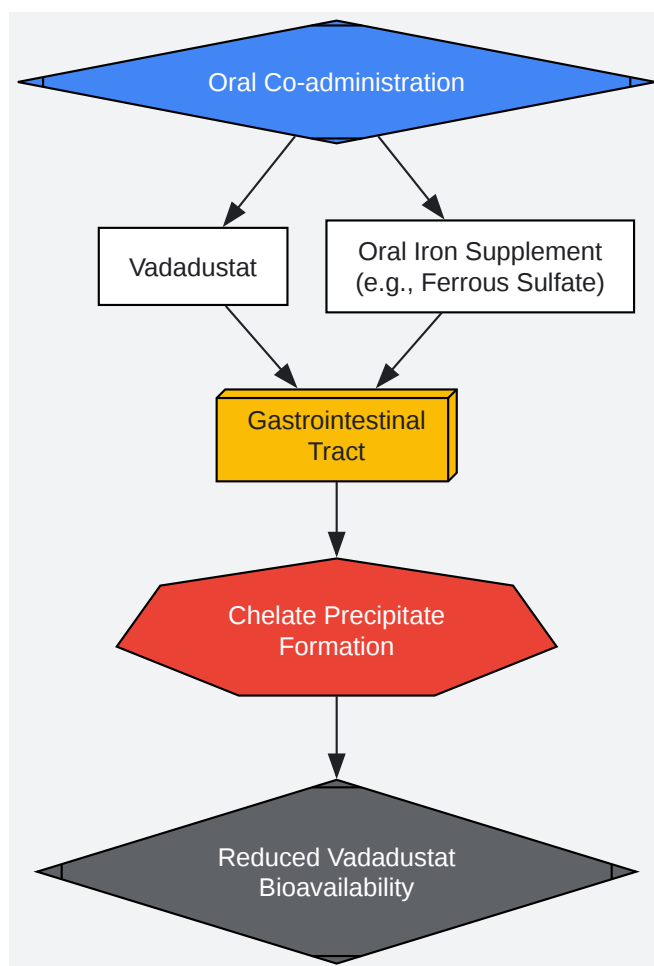 Oral Co-administration
Vadadustat
Oral Iron Supplement
(e.g., Ferrous Sulfate)
Gastrointestinal
Tract
Chelate Precipitate
Formation
Reduced Vadadustat
Bioavailability